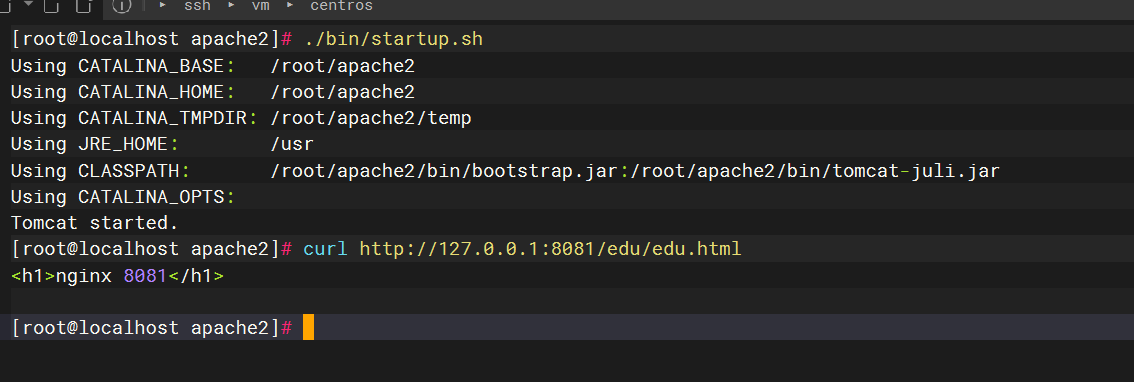 ssh ▸ vm ▸ centros
[root@localhost apache2]# ./bin/startup.sh
Using CATALINA_BASE:   /root/apache2
Using CATALINA_HOME:   /root/apache2
Using CATALINA_TMPDIR: /root/apache2/temp
Using JRE_HOME:        /usr
Using CLASSPATH:       /root/apache2/bin/bootstrap.jar:/root/apache2/bin/tomcat-juli.jar
Using CATALINA_OPTS:
Tomcat started.
[root@localhost apache2]# curl http://127.0.0.1:8081/edu/edu.html
<h1>nginx 8081</h1>
[root@localhost apache2]#